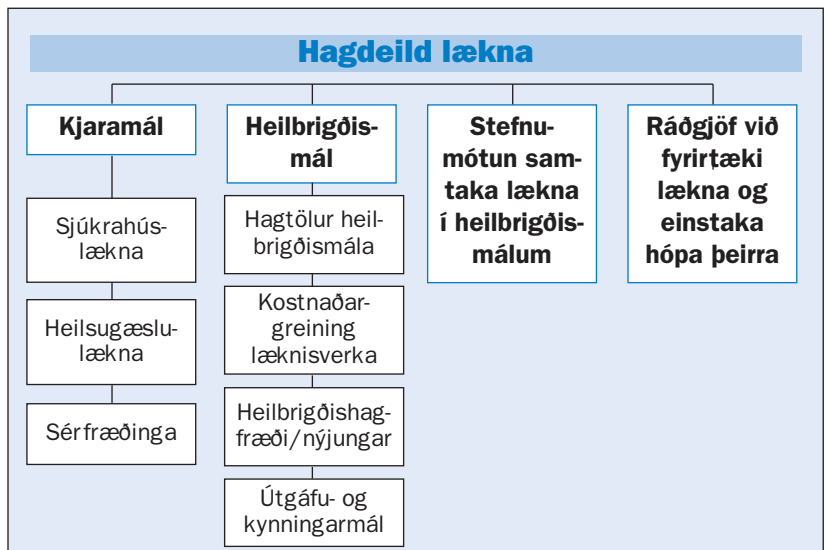 Hagdeild lækna
Kjaramál
Sjúkrahús-
lækna
Heilsugæslu-
lækna
Sérfræðinga
Heilbrigðis-
mál
Hagtölur heil-
brigðismála
Kostnaðar-
greining
læknisverka
Heilbrigðishag-
fræði/nýjungar
Útgáfu- og
kynningarmál
Stefnu-
mótun sam-
taka lækna
í heilbrigðis-
málum
Ráðgjöf við
fyrirtæki
lækna og
einstaka
hópa þeirra